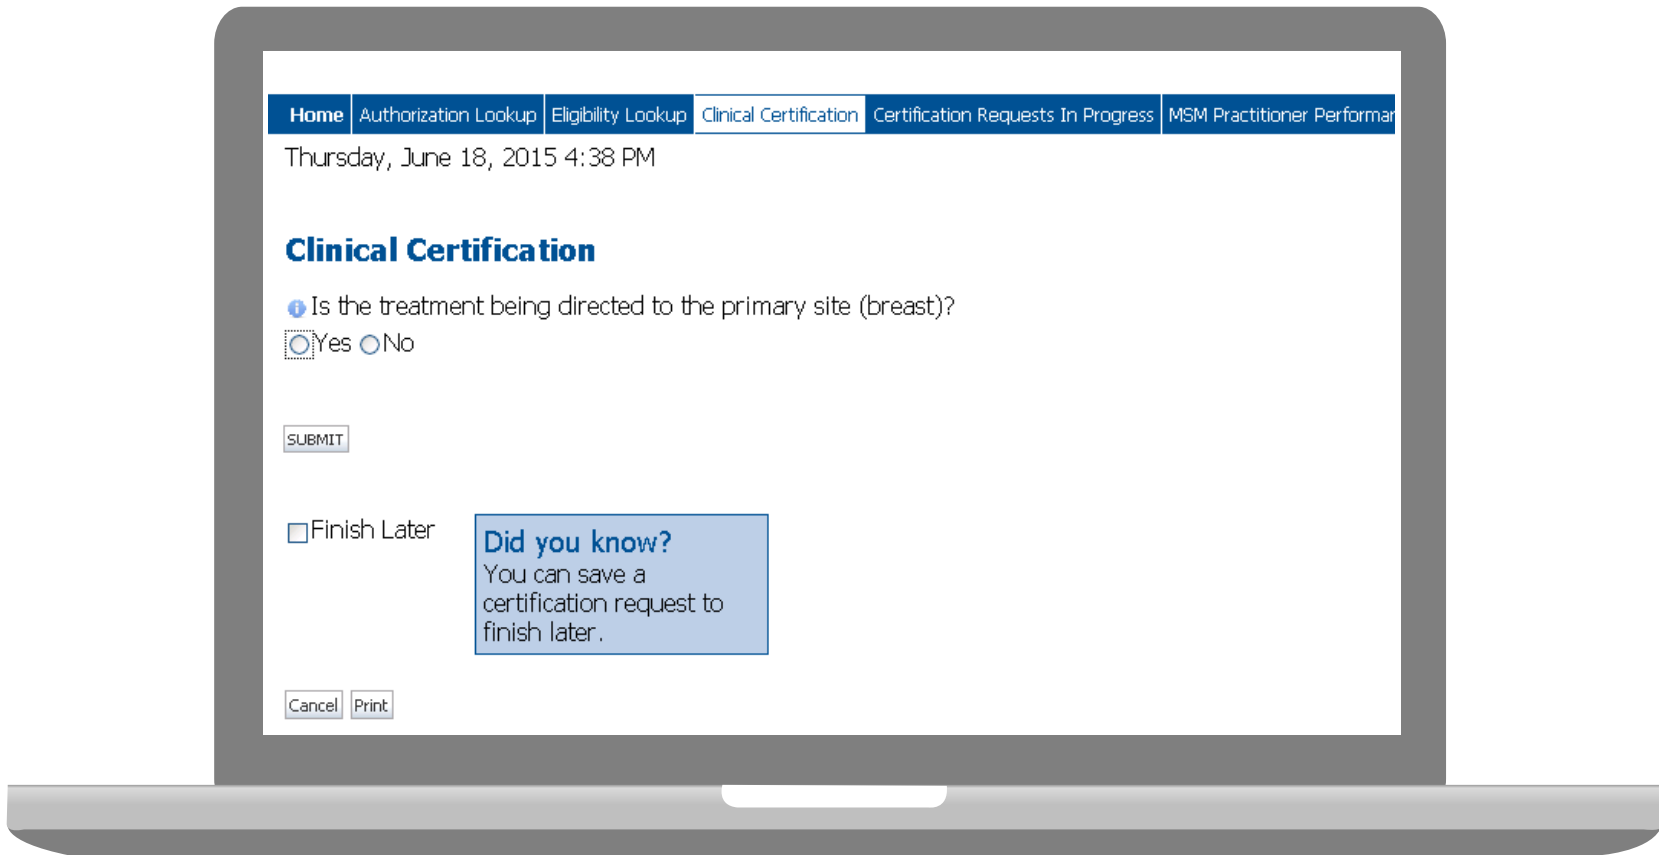 Home Authorization Lookup Eligibility Lookup Clinical Certification Certification Requests In Progress MSM Practitioner
Thursday, June 18, 2015 4:38 PM
Clinical Certification
Is the treatment being directed to the primary site (breast)?
Yes No
SUBMIT
Finish Later
Did you know?
You can save a
certification request to
finish later.
Cancel Print